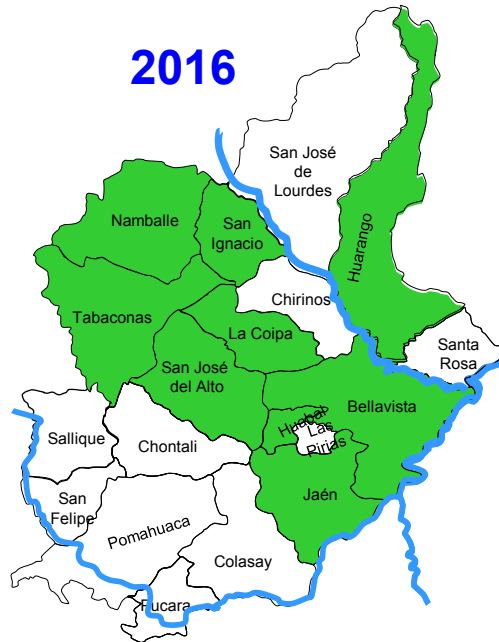 2016
San José
de
Lourdes
Huarango
Namballe
San
Ignacio
Chirinos
Tabaconas
La Coipa
Santa
Rosa
San José
del Alto
Bellavista
Huabal
Las
Pirias
Sallique
Chontali
Jaén
San
Felipe
Pomahuaca
Colasay
Pucara